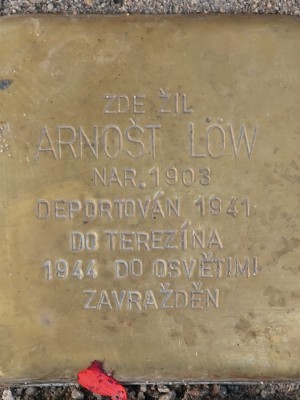 ZDE ŽIL
ARNOŠT LÖW
NAR. 1903
DEPORTOVÁN 1941
DO TEREZÍNA
1944 DO OSVĚTIMI
ZAVRAŽDĚN